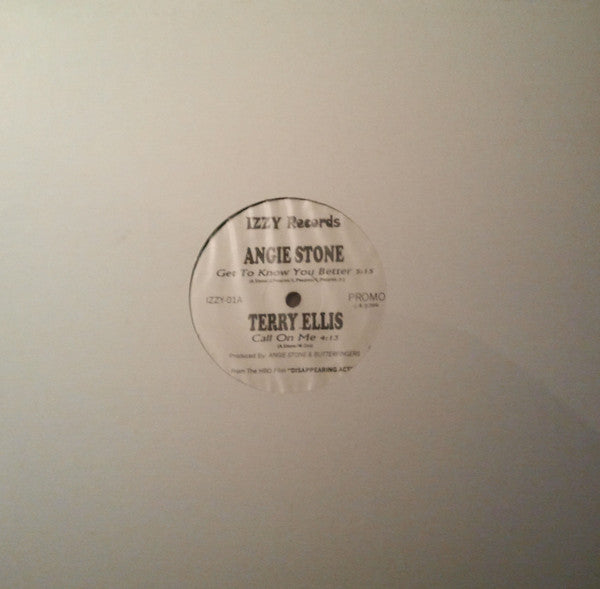 IZZY Records
ANGIE STONE
Get To Know You Better 5:15
IZZY-01A
PROMO
TERRY ELLIS
Call On Me 4:15
Produced By: ANGIE STONE & BUTTERFINGERS
From The HBO Film "DISAPPEARING ACT"